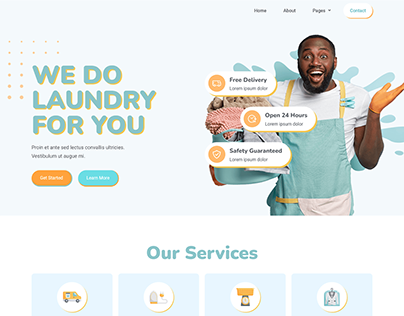 Home About Pages Contact
WE DO
LAUNDRY
FOR YOU
Proin et ante sed lectus convallis ultricies.
Vestibulum ut augue mi.
Get Started Learn More
Free Delivery
Lorem ipsum dolor
Open 24 Hours
Lorem ipsum dolor
Safety Guaranteed
Lorem ipsum dolor
Our Services